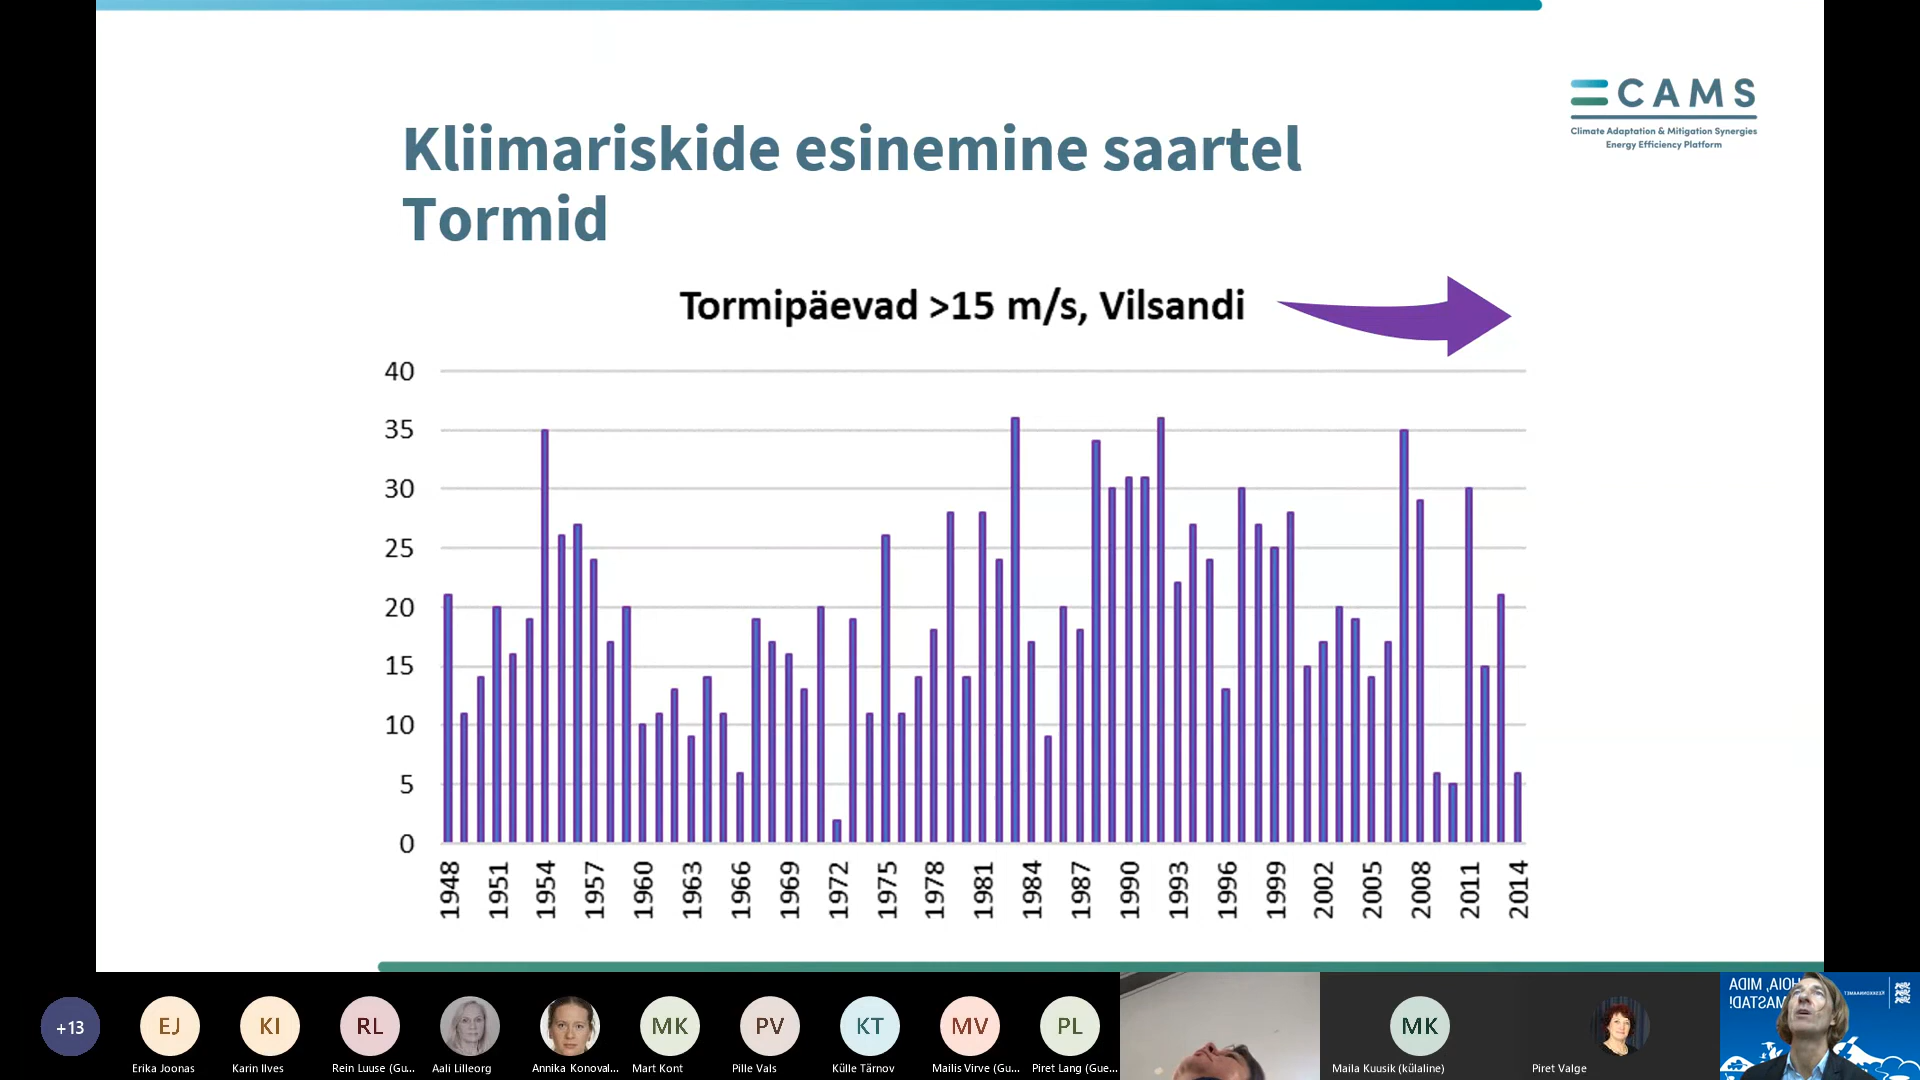 CAMS
Climate Adaptation & Mitigation Synergies
Energy Efficiency Platform
Kliimariskide esinemine saartel
Tormid
Tormipäevad >15 m/s, Vilsandi
40
35
30
25
20
15
10
5
0
1948
1951
1954
1957
1960
1963
1966
1969
1972
1975
1978
1981
1984
1987
1990
1993
1996
1999
2002
2005
2008
2011
2014
+13
EJ
KI
RL
MK
PV
KT
MV
PL
MK
Erika Joonas
Karin Ilves
Rein Luuse (Gu...
Aali Lilleorg
Annika Konoval...
Mart Kont
Pille Vals
Külle Tärnov
Mailis Virve (Gu...
Piret Lang (Gue...
Maila Kuusik (külaline)
Piret Valge
HOIA, MIDA